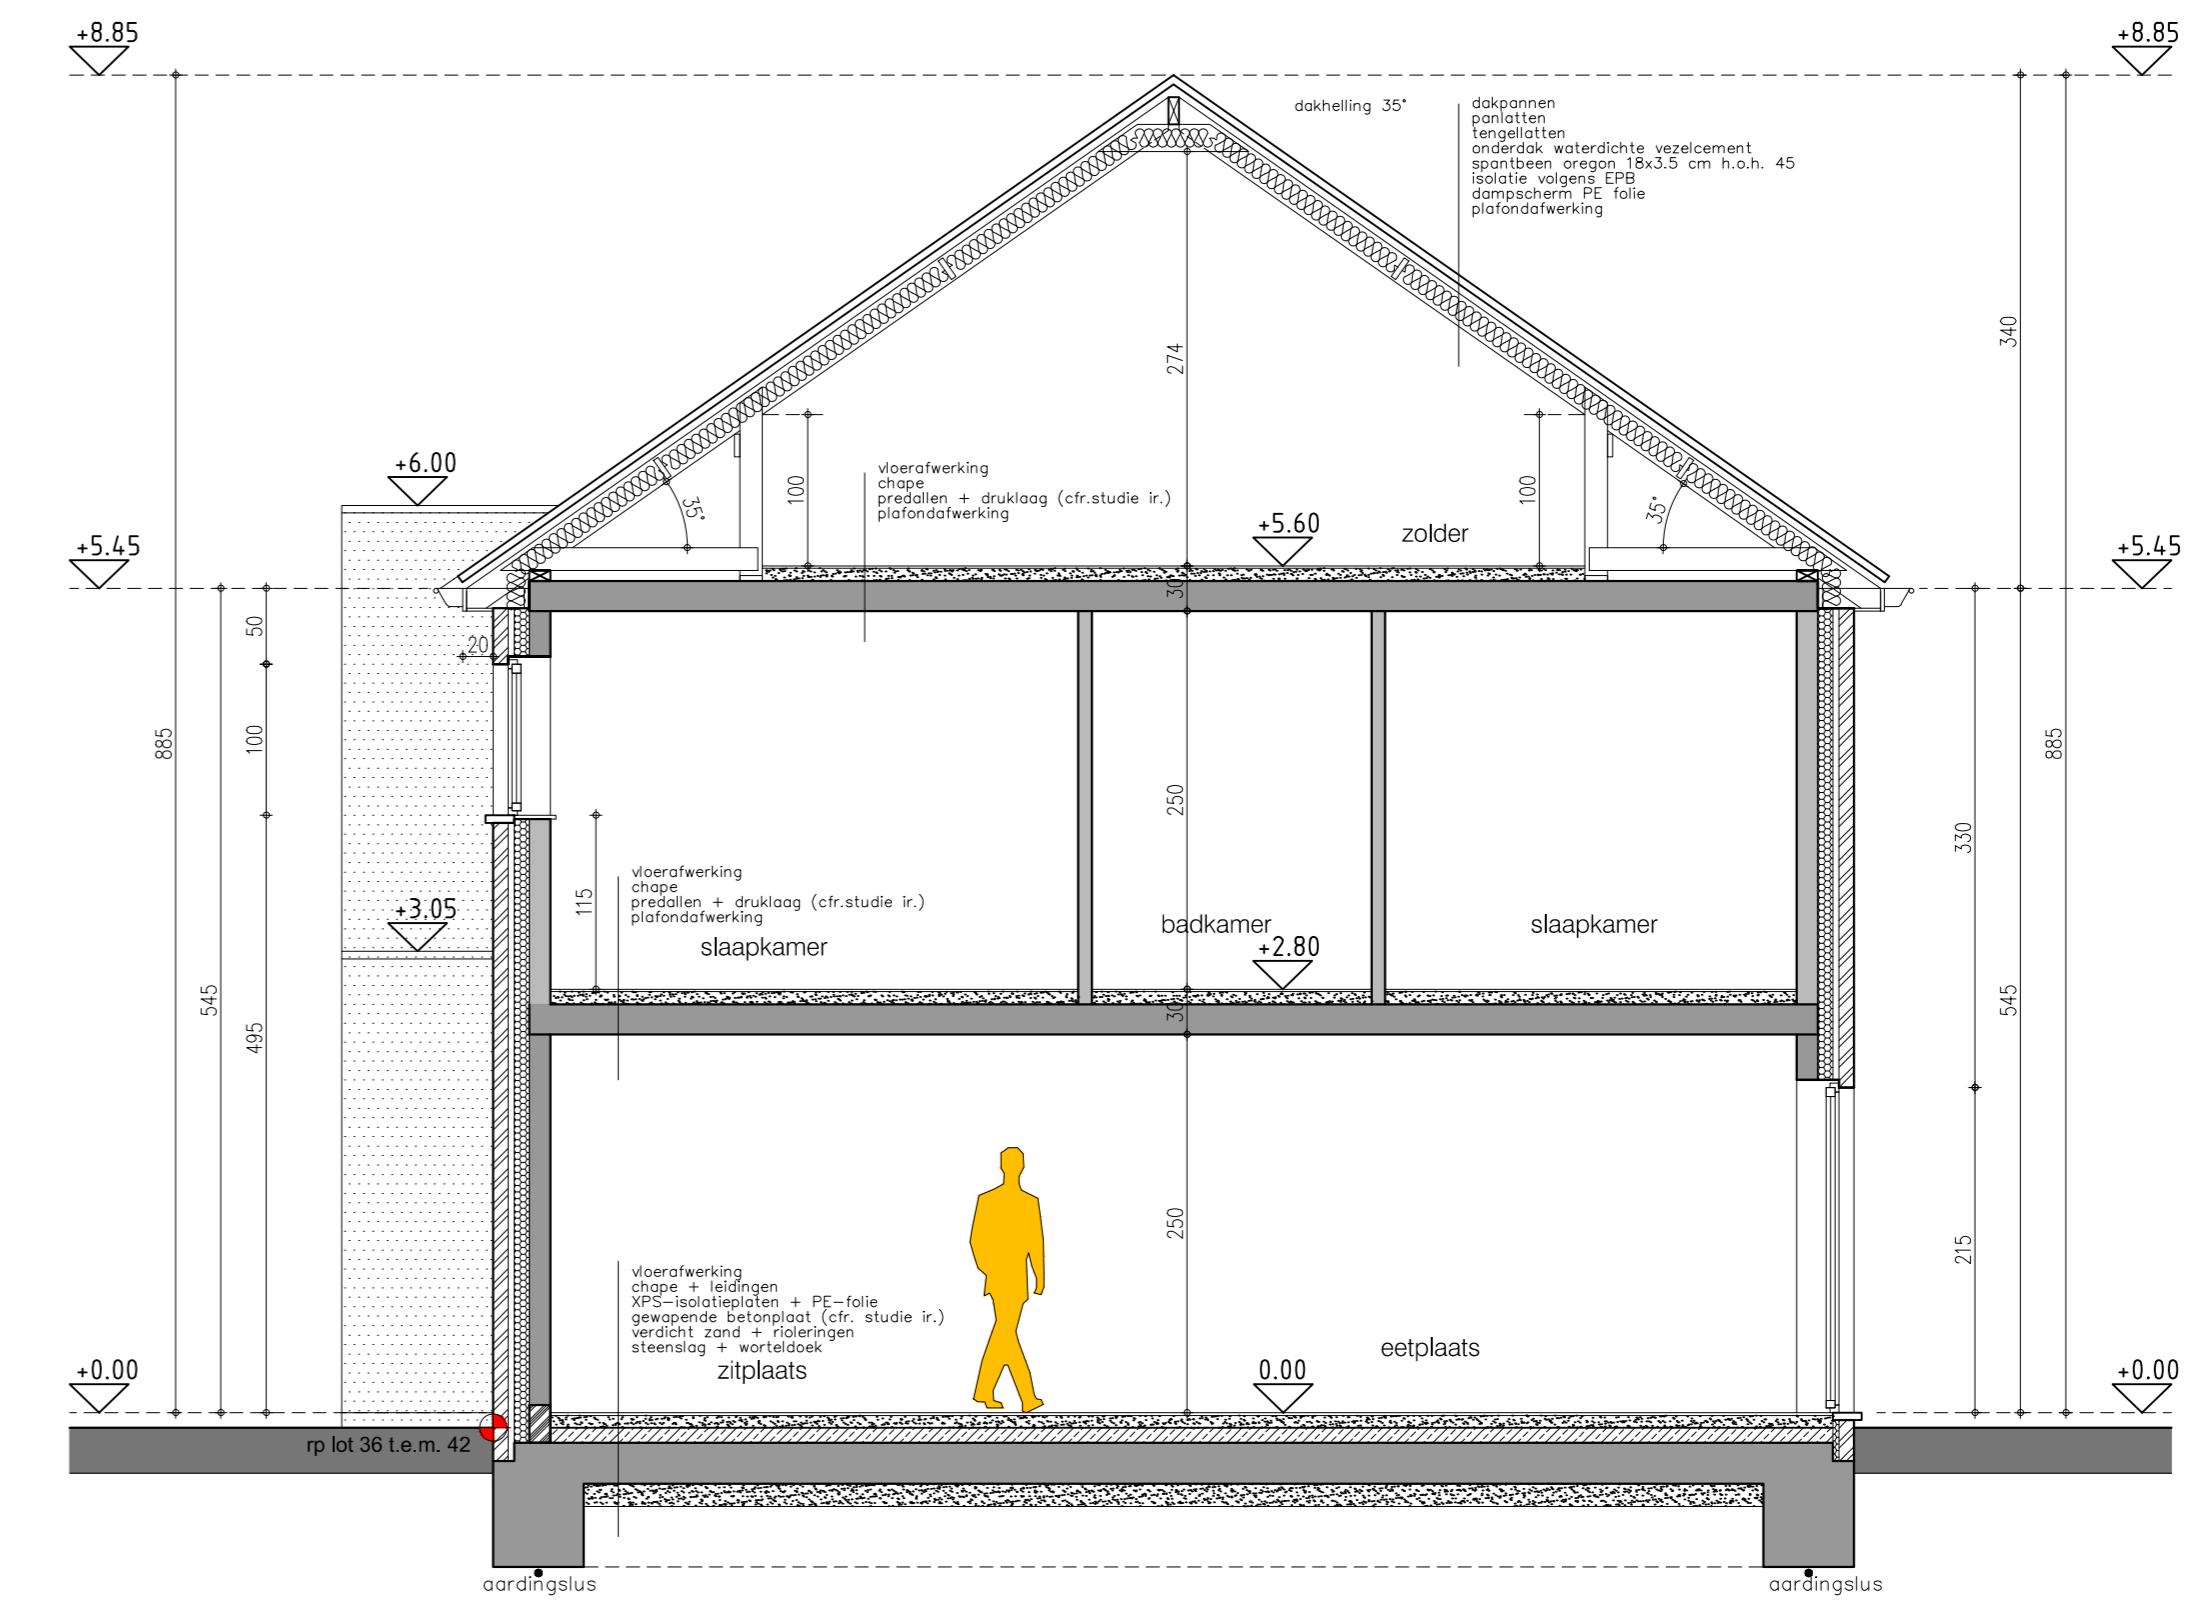 +8.85
+8.85
dakhelling 35°
dakpannen
panlatten
tengellatten
onderdak waterdichte vezelcement
spantbeen oregon 18x3.5 cm h.o.h. 45
isolatie volgens EPB
dampscherm PE folie
plafondafwerking
340
274
+6.00
vloerafwerking
chape
predallen + druklaag (cfr.studie ir.)
plafondafwerking
100
100
35°
35°
+5.60
zolder
+5.45
+5.45
30
50
20
885
100
885
250
330
115
vloerafwerking
chape
predallen + druklaag (cfr.studie ir.)
plafondafwerking
+3.05
slaapkamer
badkamer
slaapkamer
+2.80
545
545
495
30
250
215
vloerafwerking
chape + leidingen
XPS-isolatieplaten + PE-folie
gewapende betonplaat (cfr. studie ir.)
verdicht zand + rioleringen
steenslag + worteldoek
zitplaats
eetplaats
+0.00
0.00
+0.00
rp lot 36 t.e.m. 42
aardingslus
aardingslus